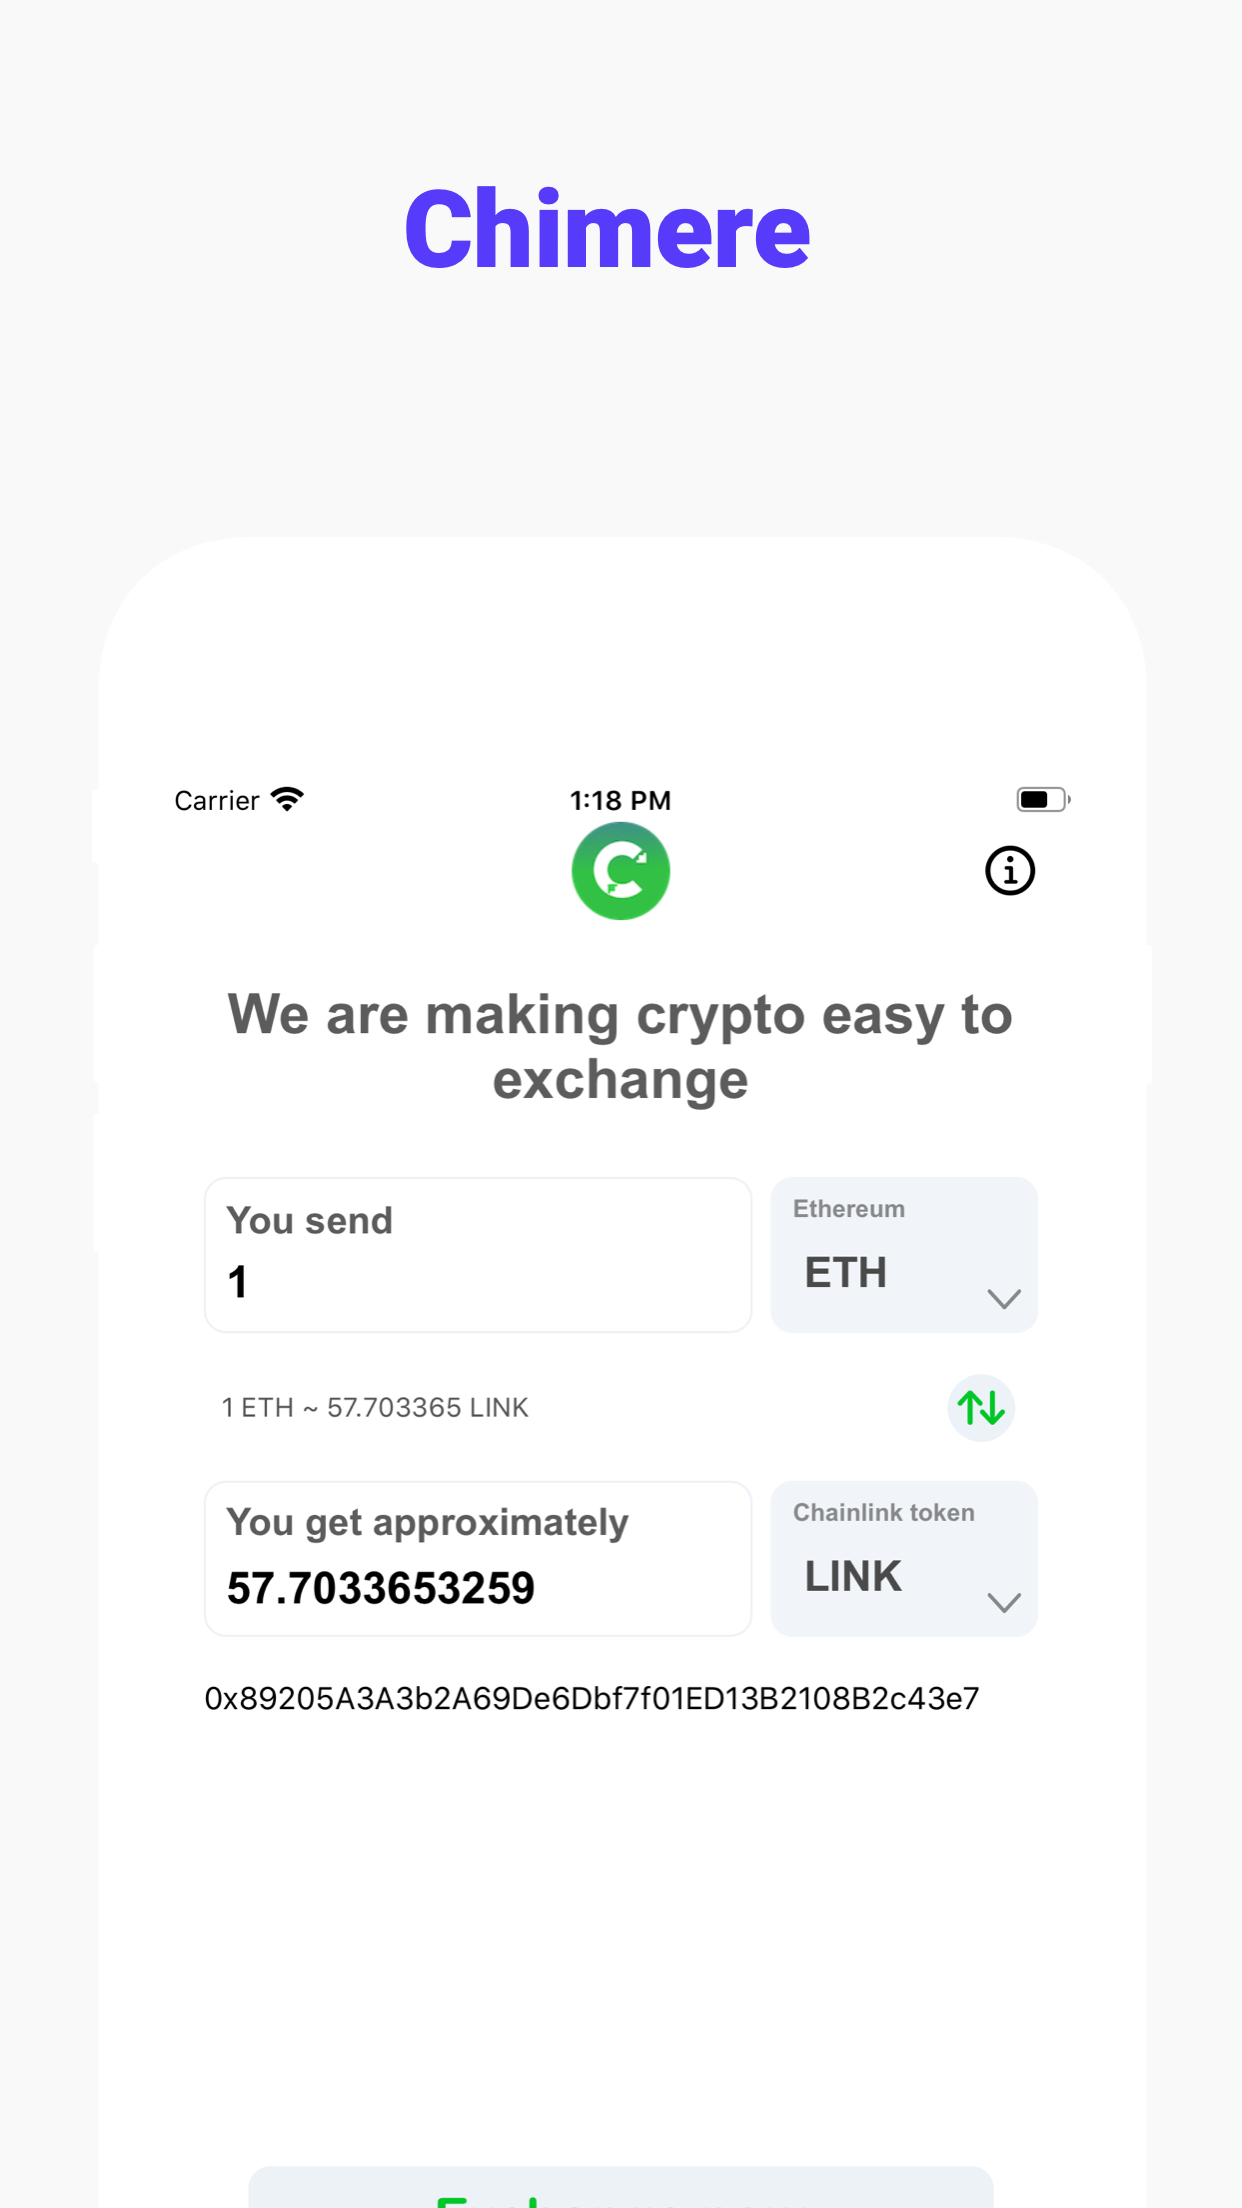 Chimere
Carrier
1:18 PM
We are making crypto easy to
exchange
You send
1
Ethereum
ETH
1 ETH ~ 57.703365 LINK
You get approximately
57.7033653259
Chainlink token
LINK
0x89205A3A3b2A69De6Dbf7f01ED13B2108B2c43e7